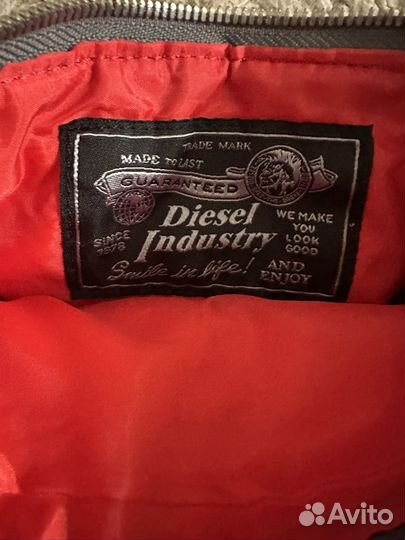 TRADE MARK
MADE TO LAST
GUARANTEED
Diesel
Industry
SINCE
1978
WE MAKE
YOU
LOOK
GOOD
AND
ENJOY
Smile in life!
Avito